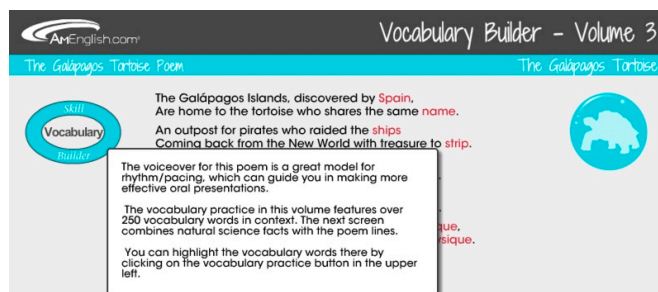 AmEnglish.com
Vocabulary Builder - Volume 3
The Galápagos Tortoise Poem
The Galápagos Tortoise
Skill
Vocabulary
Builder
The Galápagos Islands, discovered by Spain,
Are home to the tortoise who shares the same name.
An outpost for pirates who raided the ships
Coming back from the New World with treasure to strip.
The voiceover for this poem is a great model for
rhythm/pacing, which can guide you in making more
effective oral presentations.
The vocabulary practice in this volume features over
250 vocabulary words in context. The next screen
combines natural science facts with the poem lines.
You can highlight the vocabulary words there by
clicking on the vocabulary practice button in the upper
left.